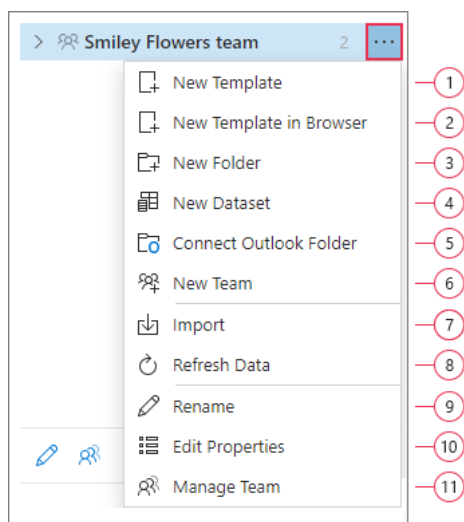 Smiley Flowers team 2 ...
New Template 1
New Template in Browser 2
New Folder 3
New Dataset 4
Connect Outlook Folder 5
New Team 6
Import 7
Refresh Data 8
Rename 9
Edit Properties 10
Manage Team 11